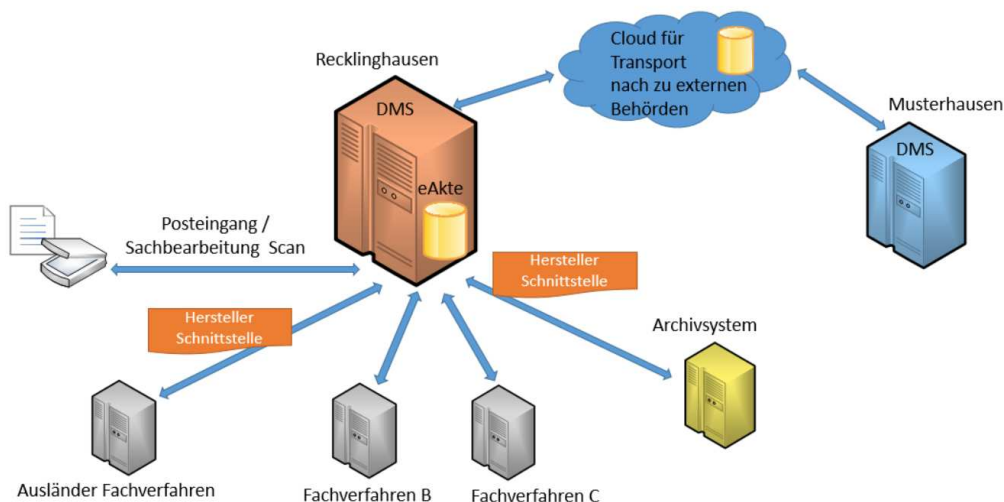 Recklinghausen
DMS
eAkte
Cloud für
Transport
nach zu externen
Behörden
Musterhausen
DMS
Posteingang /
Sachbearbeitung Scan
Hersteller
Schnittstelle
Hersteller
Schnittstelle
Archivsystem
Ausländer Fachverfahren
Fachverfahren B
Fachverfahren C